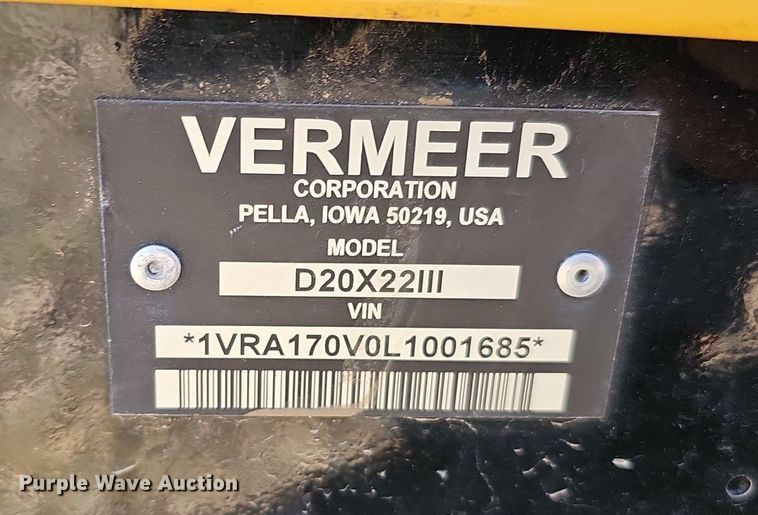 VERMEER
CORPORATION
PELLA, IOWA 50219, USA
MODEL
D20X22III
VIN
*1VRA170V0L1001685*
Purple Wave Auction